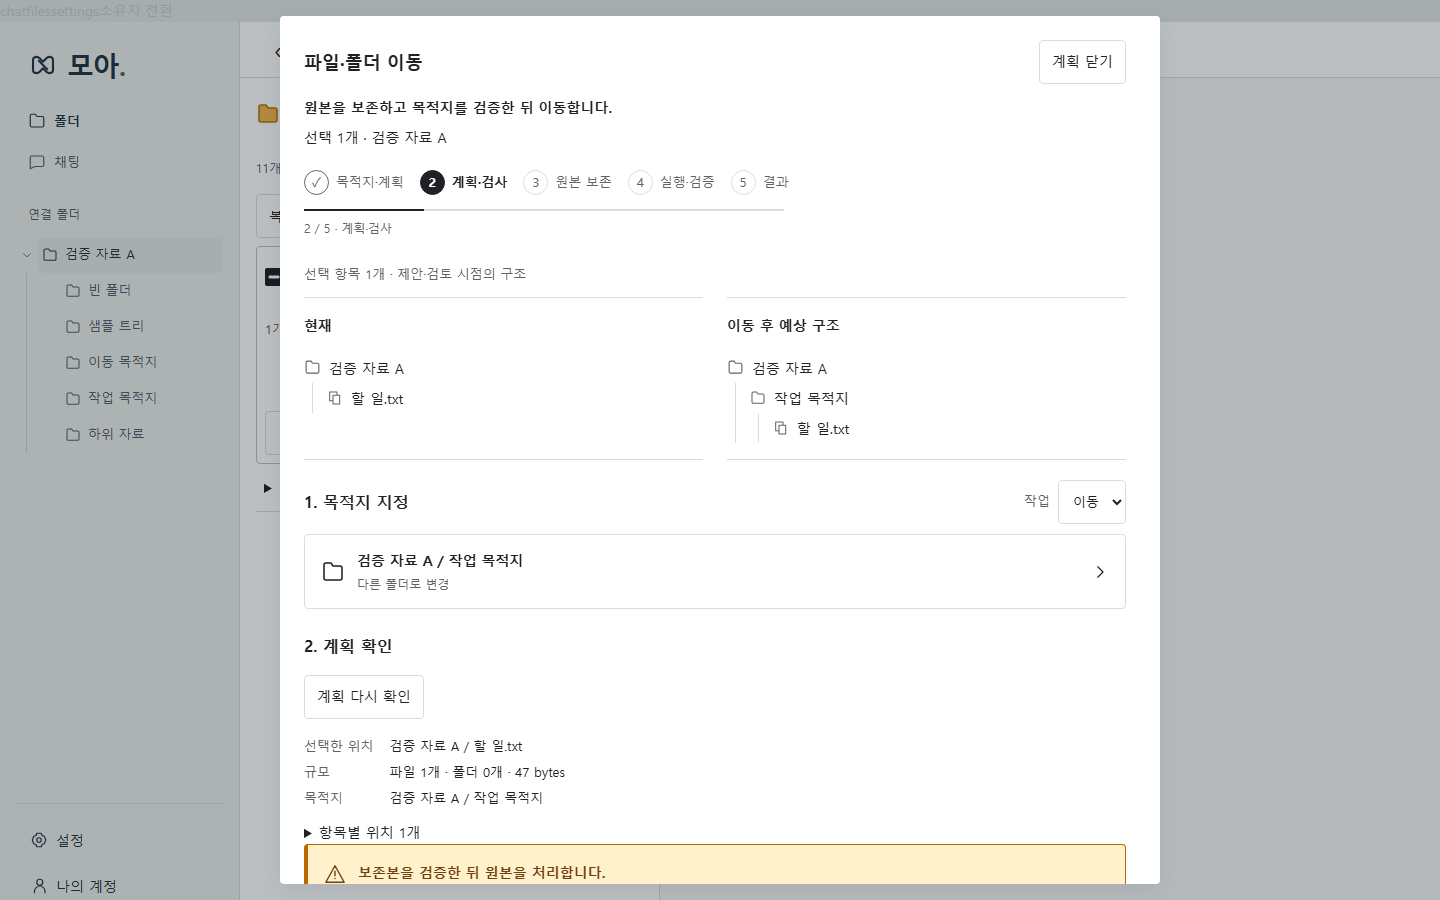 chatfilessettings소유자 전환
모아.
폴더
채팅
연결 폴더
검증 자료 A
빈 폴더
샘플 트리
이동 목적지
작업 목적지
하위 자료
설정
나의 계정
11개
파일·폴더 이동
계획 닫기
원본을 보존하고 목적지를 검증한 뒤 이동합니다.
선택 1개 · 검증 자료 A
✓ 목적지·계획 2 계획·검사 3 원본 보존 4 실행·검증 5 결과
2 / 5 · 계획·검사
선택 항목 1개 · 제안·검토 시점의 구조
현재
검증 자료 A
할 일.txt
이동 후 예상 구조
검증 자료 A
작업 목적지
할 일.txt
1. 목적지 지정
작업 이동
검증 자료 A / 작업 목적지
다른 폴더로 변경
2. 계획 확인
계획 다시 확인
선택한 위치 검증 자료 A / 할 일.txt
규모 파일 1개 · 폴더 0개 · 47 bytes
목적지 검증 자료 A / 작업 목적지
항목별 위치 1개
보존본을 검증한 뒤 원본을 처리합니다.